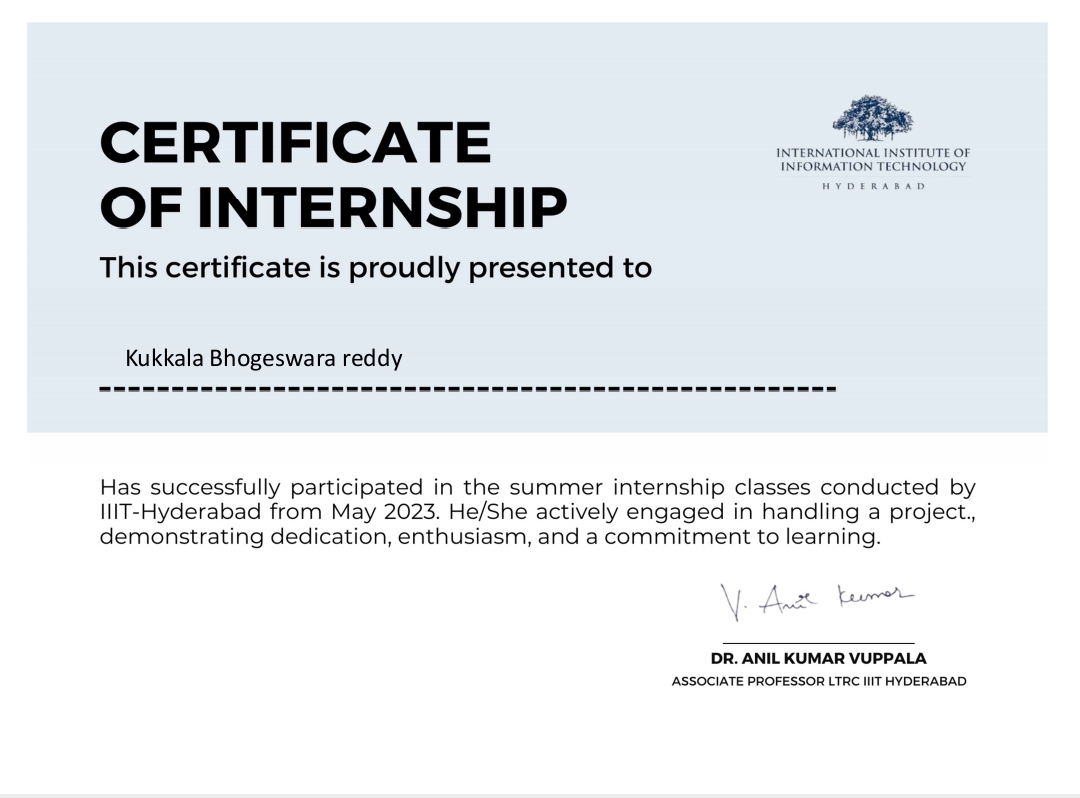 CERTIFICATE
OF INTERNSHIP
INTERNATIONAL INSTITUTE OF
INFORMATION TECHNOLOGY
HYDERABAD
This certificate is proudly presented to
Kukkala Bhogeswara reddy
Has successfully participated in the summer internship classes conducted by
IIIT-Hyderabad from May 2023. He/She actively engaged in handling a project.,
demonstrating dedication, enthusiasm, and a commitment to learning.
V. Anil Kumar
DR. ANIL KUMAR VUPPALA
ASSOCIATE PROFESSOR LTRC IIIT HYDERABAD